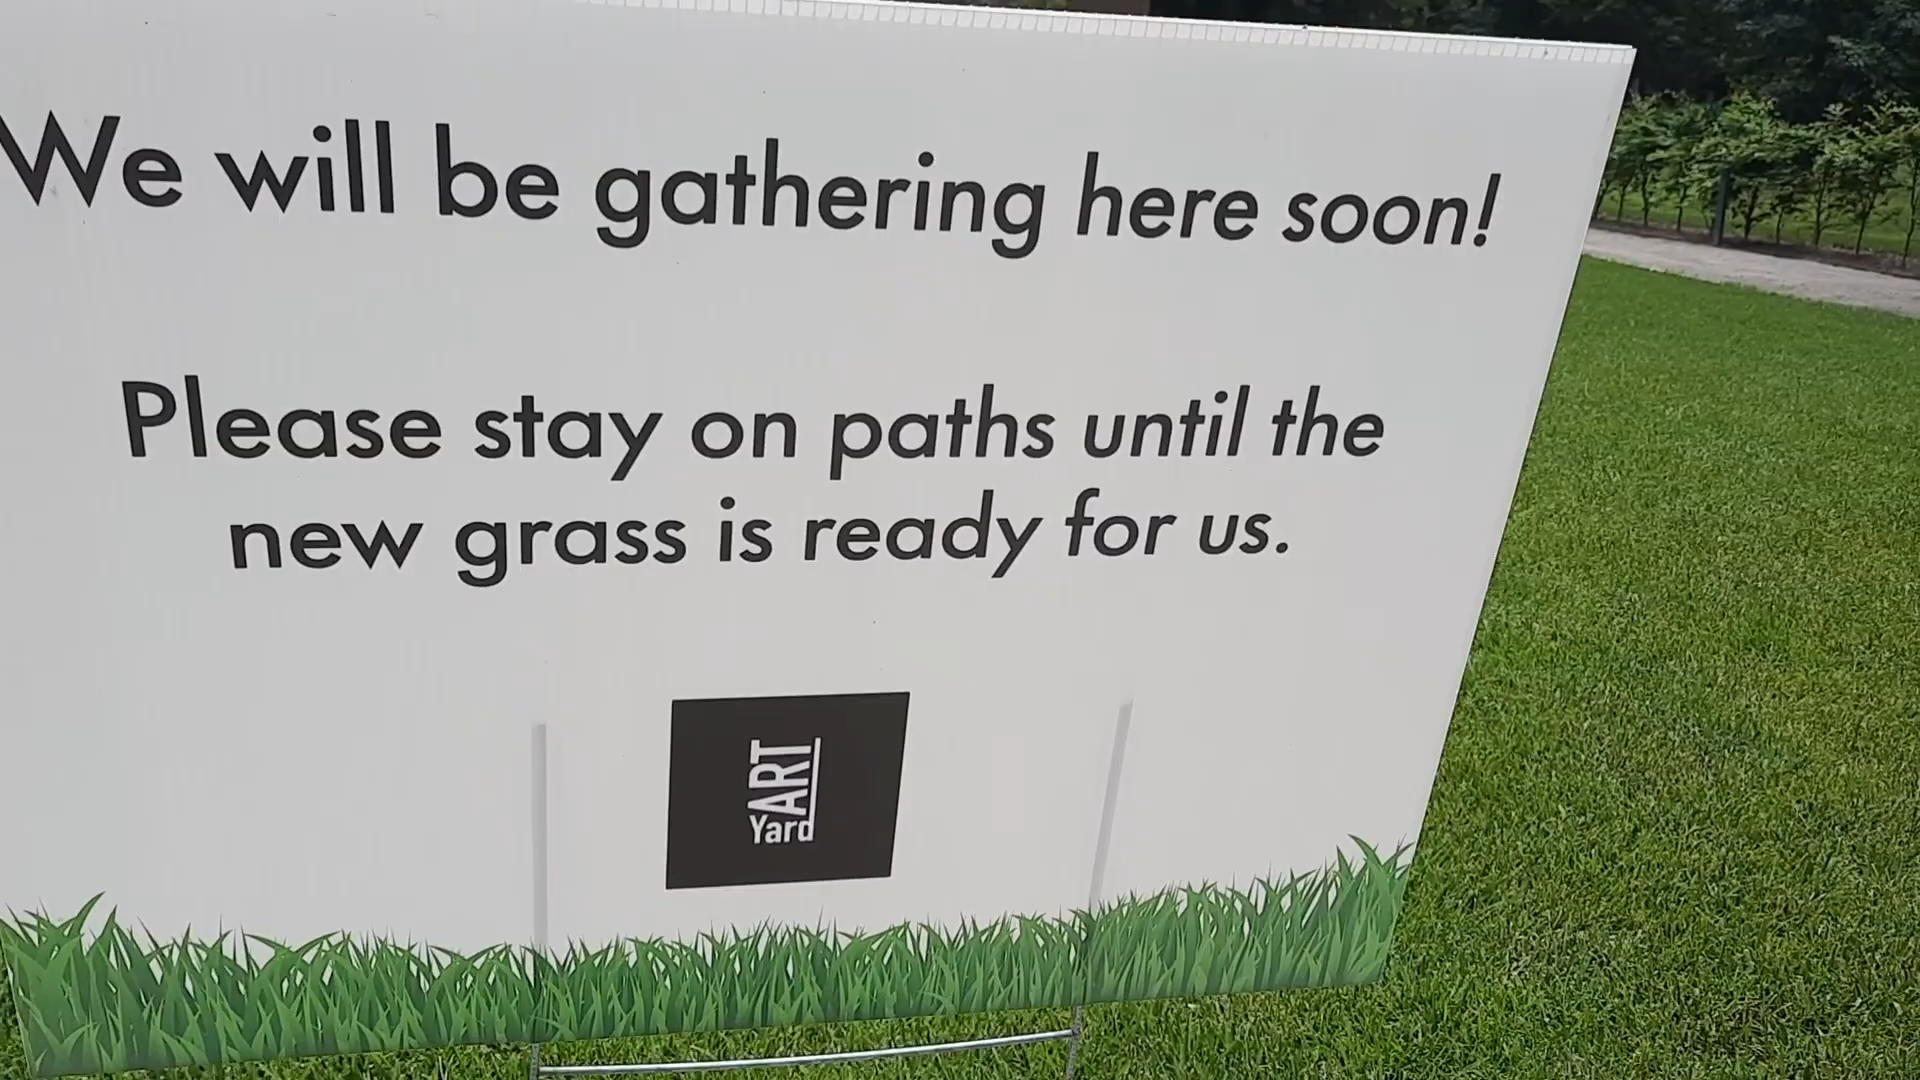 We will be gathering here soon!
Please stay on paths until the
new grass is ready for us.
ART
Yard